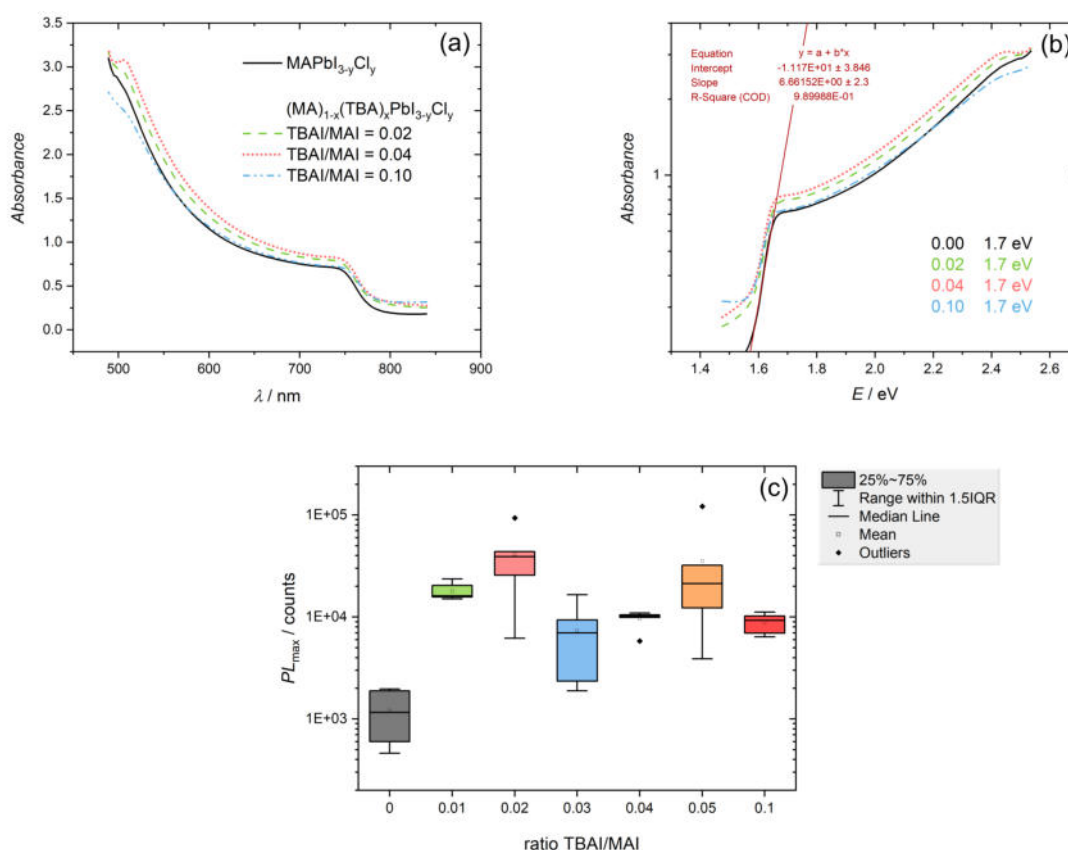 (a)
3.5
3.0
2.5
2.0
1.5
1.0
0.5
0.0
Absorbance
MAPbI3-yCly
(MA)1-x(TBA)xPbI3-yCly
TBAI/MAI = 0.02
TBAI/MAI = 0.04
TBAI/MAI = 0.10
500 600 700 800 900
λ / nm
(b)
Equation y = a + b*x
Intercept -1.117E+01 ± 3.846
Slope 6.66152E+00 ± 2.3
R-Square (COD) 9.89988E-01
Absorbance
1
0.00 1.7 eV
0.02 1.7 eV
0.04 1.7 eV
0.10 1.7 eV
1.4 1.6 1.8 2.0 2.2 2.4 2.6
E / eV
(c)
1E+05
1E+04
1E+03
PLmax / counts
0 0.01 0.02 0.03 0.04 0.05 0.1
ratio TBAI/MAI
25%~75%
Range within 1.5IQR
Median Line
Mean
Outliers